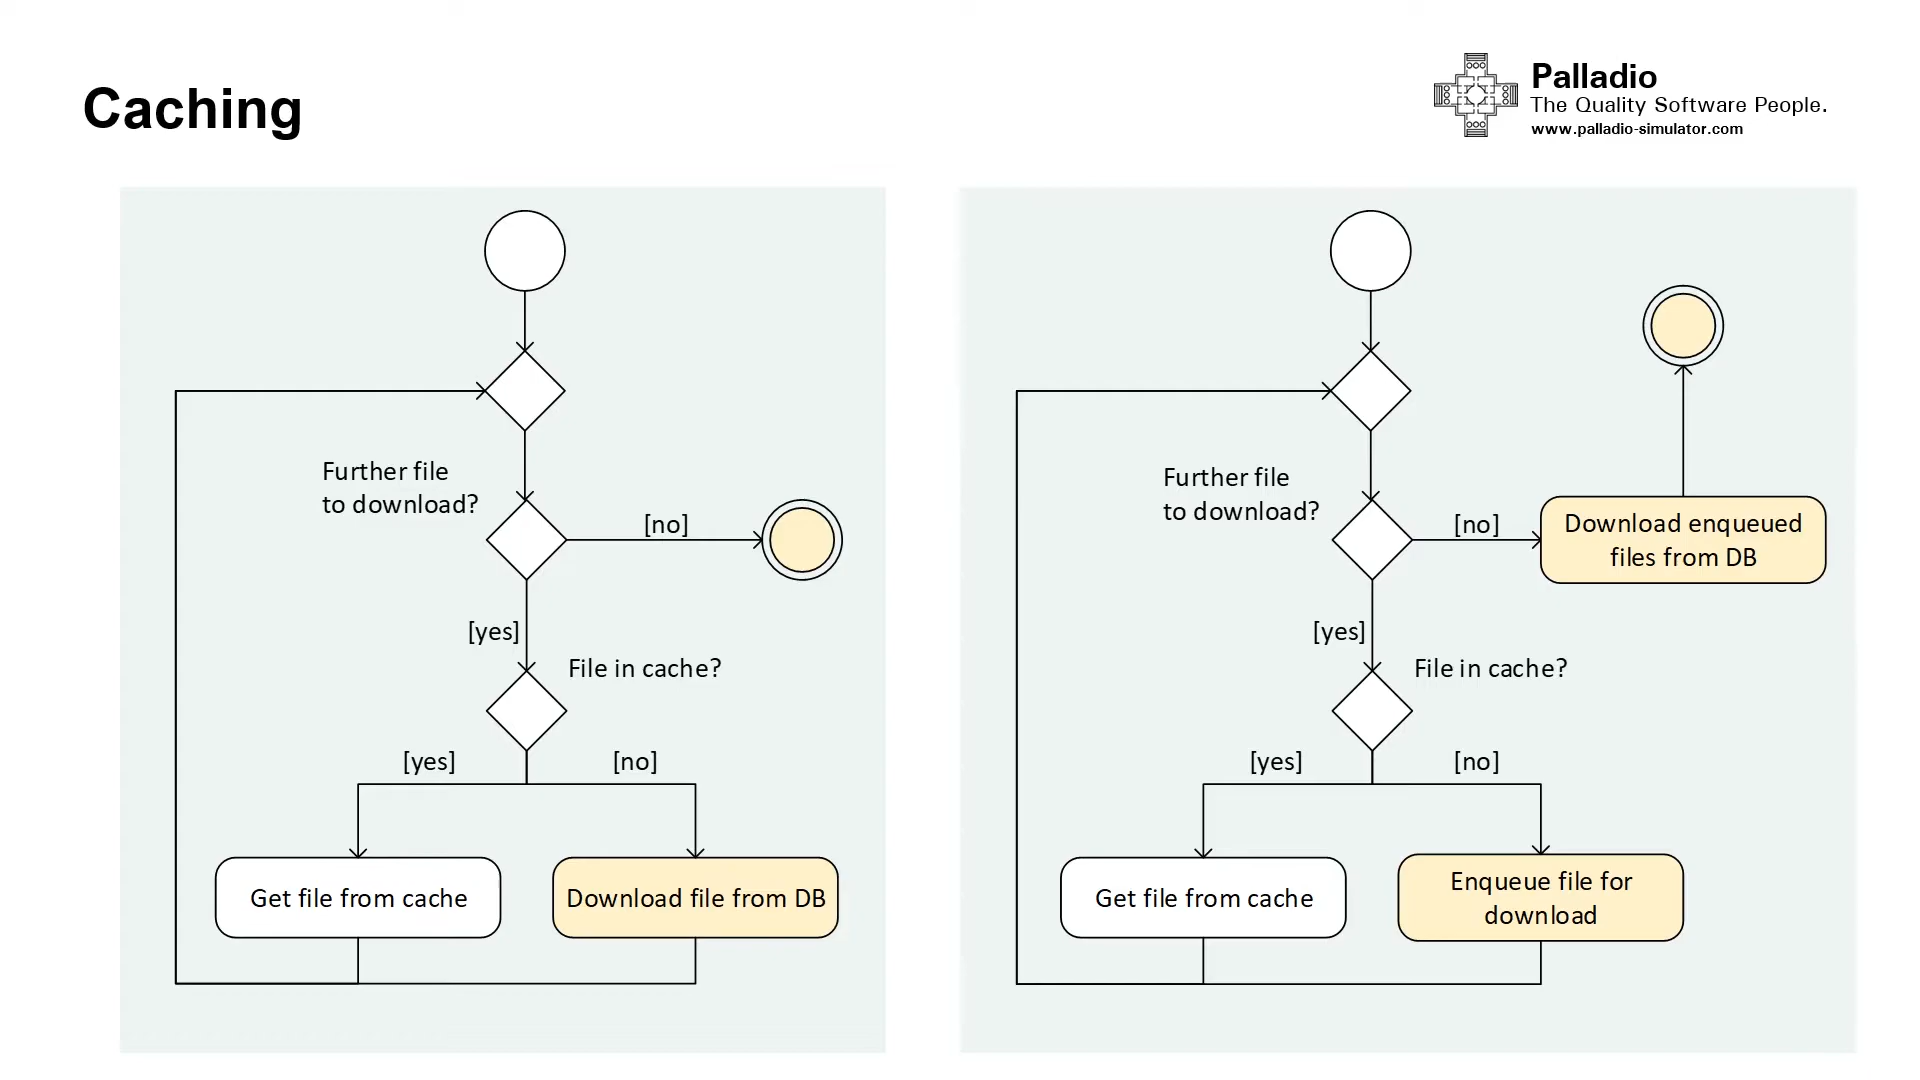 Caching
Palladio
The Quality Software People.
www.palladio-simulator.com
Further file
to download?
[no]
[yes]
File in cache?
[yes]
[no]
Get file from cache
Download file from DB
Further file
to download?
[no]
Download enqueued
files from DB
[yes]
File in cache?
[yes]
[no]
Get file from cache
Enqueue file for
download